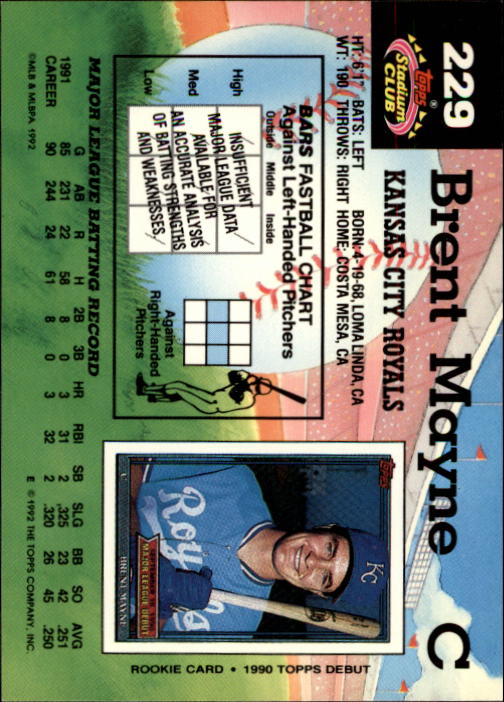 229
Topps
Stadium
CLUB®
Brent Mayne C
KANSAS CITY ROYALS
HT: 6'1" BATS: LEFT BORN: 4-19-68, LOMA LINDA, CA
WT: 190 THROWS: RIGHT HOME: COSTA MESA, CA
BARS FASTBALL CHART
Against Left-Handed Pitchers
Outside Middle Inside
High
Med
Low
INSUFFICIENT
MAJOR LEAGUE DATA
AVAILABLE FOR
AN ACCURATE ANALYSIS
OF BATTING STRENGTHS
AND WEAKNESSES
Against
Right-Handed
Pitchers
Topps
KC
Royals
MAJOR LEAGUE DEBUT
BRENT MAYNE
ROOKIE CARD • 1990 TOPPS DEBUT
MAJOR LEAGUE BATTING RECORD
G AB R H 2B 3B HR RBI SB SLG BB SO AVG
1991 85 231 22 58 8 0 3 31 2 .325 23 42 .251
CAREER 90 244 24 61 8 0 3 32 2 .320 26 45 .250
©MLB & MLBPA 1992 E © 1992 THE TOPPS COMPANY, INC.